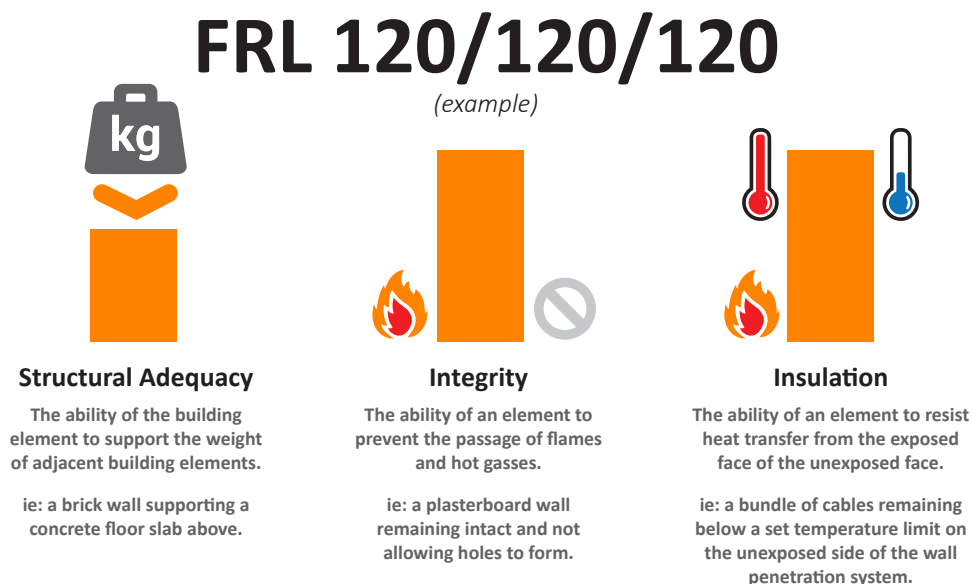 FRL 120/120/120
(example)
kg
Structural Adequacy
The ability of the building
element to support the weight
of adjacent building elements.
ie: a brick wall supporting a
concrete floor slab above.
Integrity
The ability of an element to
prevent the passage of flames
and hot gasses.
ie: a plasterboard wall
remaining intact and not
allowing holes to form.
Insulation
The ability of an element to resist
heat transfer from the exposed
face of the unexposed face.
ie: a bundle of cables remaining
below a set temperature limit on
the unexposed side of the wall
penetration system.